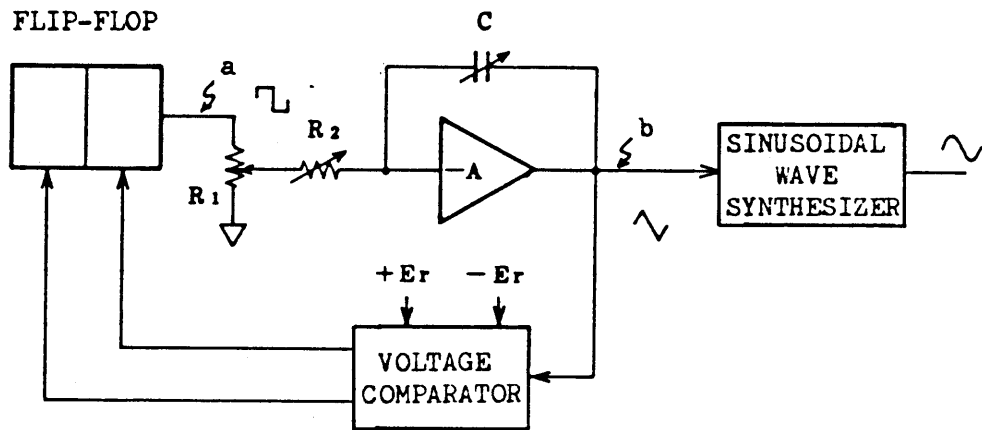 FLIP-FLOP
C
a
R2
b
-A
R1
SINUSOIDAL
WAVE
SYNTHESIZER
+Er
-Er
VOLTAGE
COMPARATOR